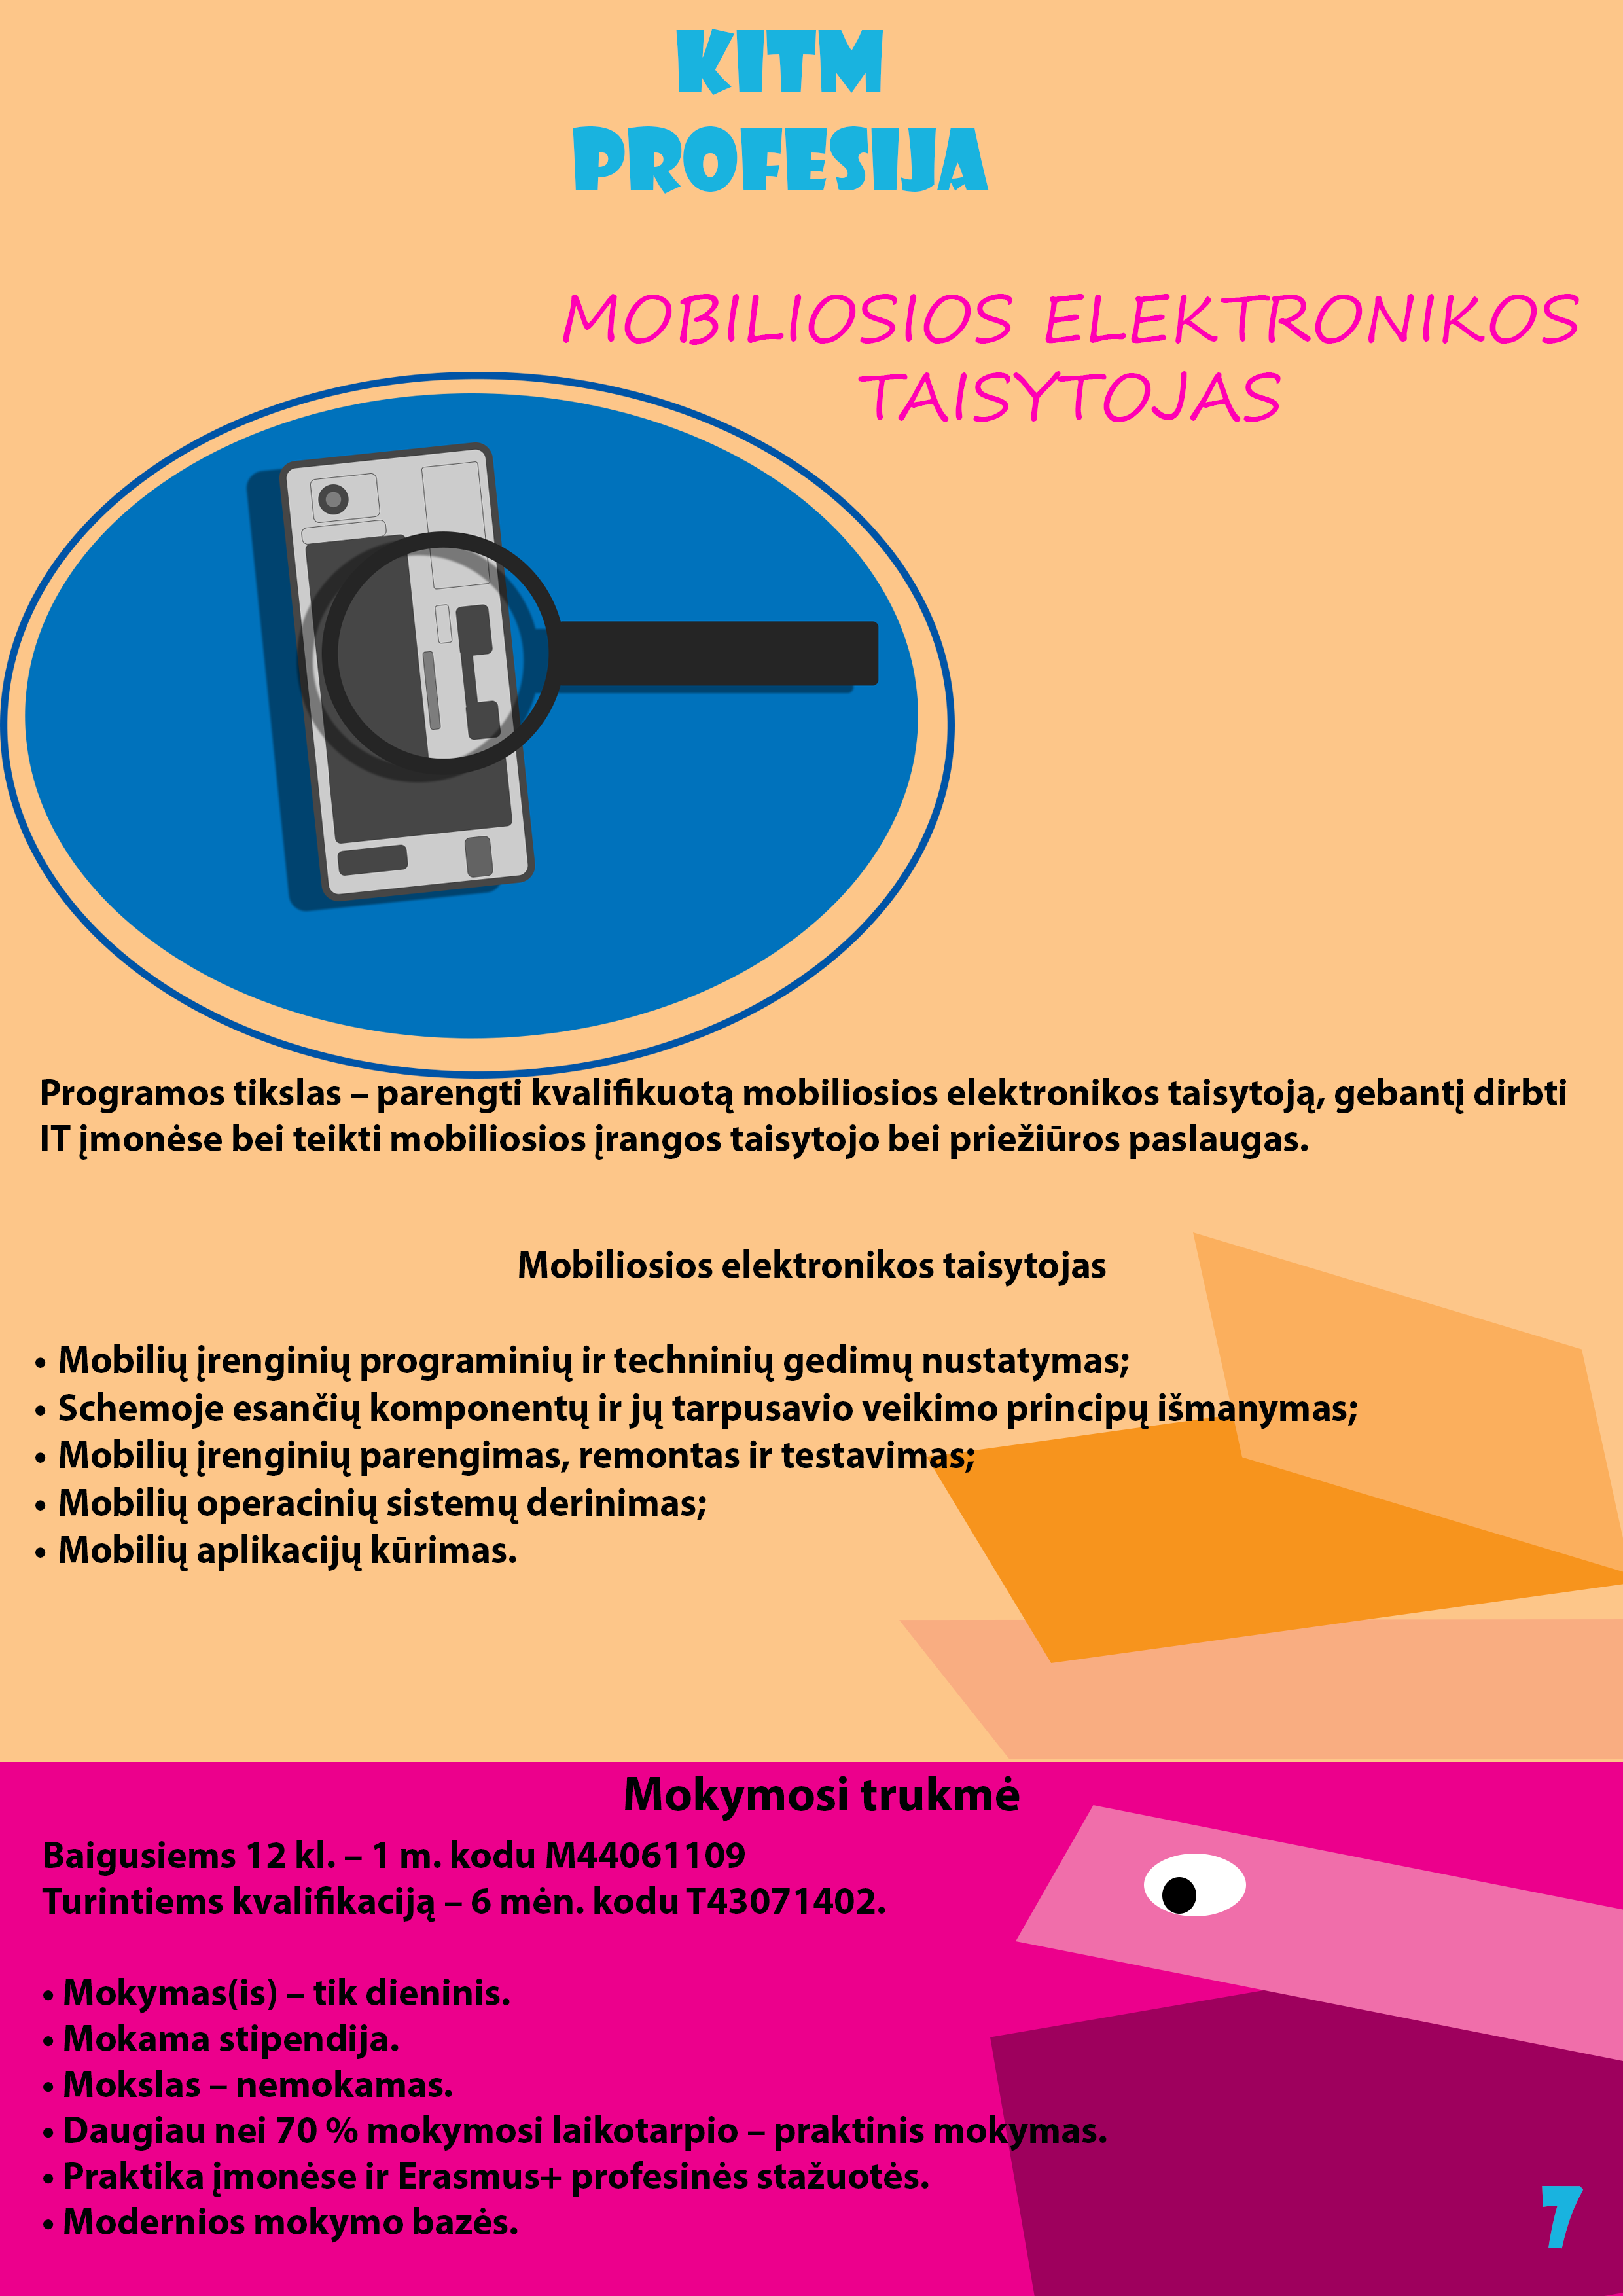 KITM
PROFESIJA
MOBILIOSIOS ELEKTRONIKOS
TAISYTOJAS
Programos tikslas – parengti kvalifikuotą mobiliosios elektronikos taisytoją, gebantį dirbti
IT įmonėse bei teikti mobiliosios įrangos taisytojo bei priežiūros paslaugas.
Mobiliosios elektronikos taisytojas
• Mobilių įrenginių programinių ir techninių gedimų nustatymas;
• Schemoje esančių komponentų ir jų tarpusavio veikimo principų išmanymas;
• Mobilių įrenginių parengimas, remontas ir testavimas;
• Mobilių operacinių sistemų derinimas;
• Mobilių aplikacijų kūrimas.
Mokymosi trukmė
Baigusiems 12 kl. – 1 m. kodu M44061109
Turintiems kvalifikaciją – 6 mėn. kodu T43071402.
• Mokymas(is) – tik dieninis.
• Mokama stipendija.
• Mokslas – nemokamas.
• Daugiau nei 70 % mokymosi laikotarpio – praktinis mokymas.
• Praktika įmonėse ir Erasmus+ profesinės stažuotės.
• Modernios mokymo bazės.
7